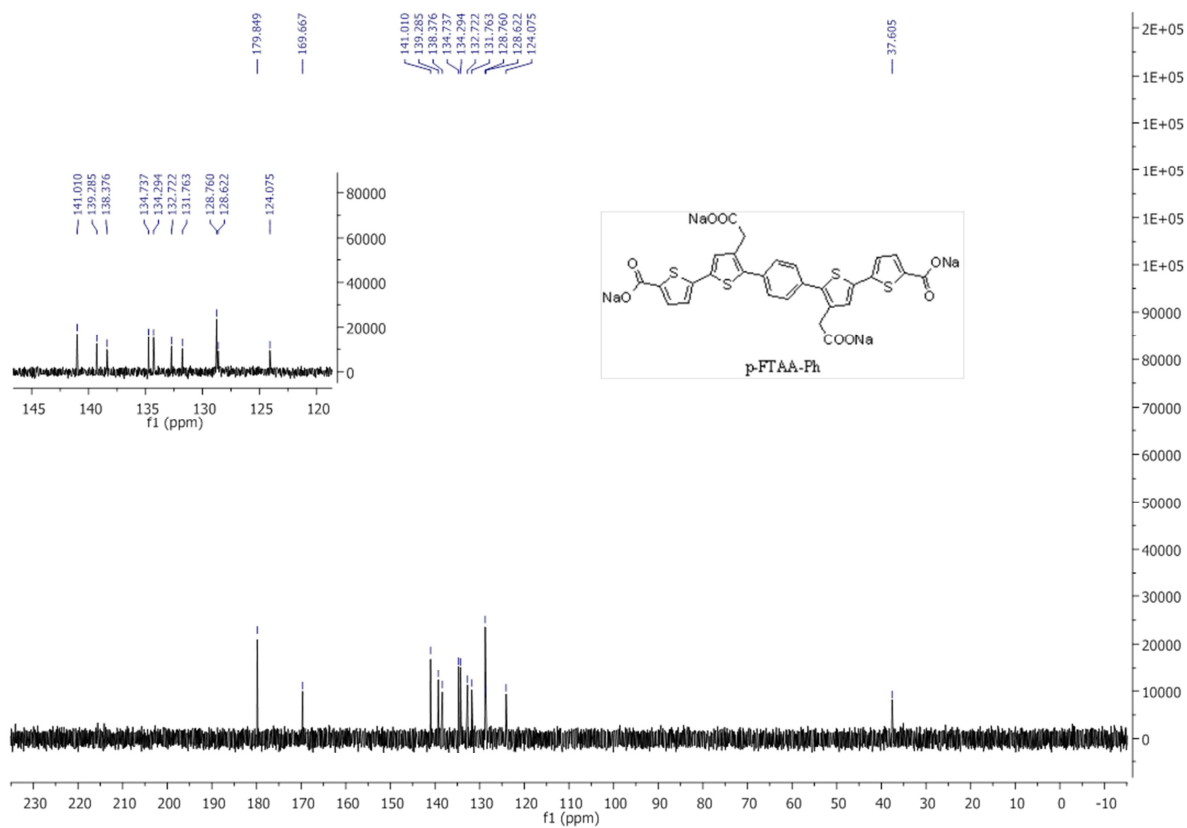 179.849
169.667
141.010
139.285
138.376
134.737
134.294
132.722
131.763
128.760
128.622
124.075
37.605
141.010
139.285
138.376
134.737
134.294
132.722
131.763
128.760
128.622
124.075
80000
60000
40000
20000
0
145 140 135 130 125 120
f1 (ppm)
NaOOC
O
NaO
S
S
S
S
ONa
O
COONa
p-FTAA-Ph
2E+05
1E+05
1E+05
1E+05
1E+05
1E+05
90000
80000
70000
60000
50000
40000
30000
20000
10000
0
230 220 210 200 190 180 170 160 150 140 130 120 110 100 90 80 70 60 50 40 30 20 10 0 -10
f1 (ppm)